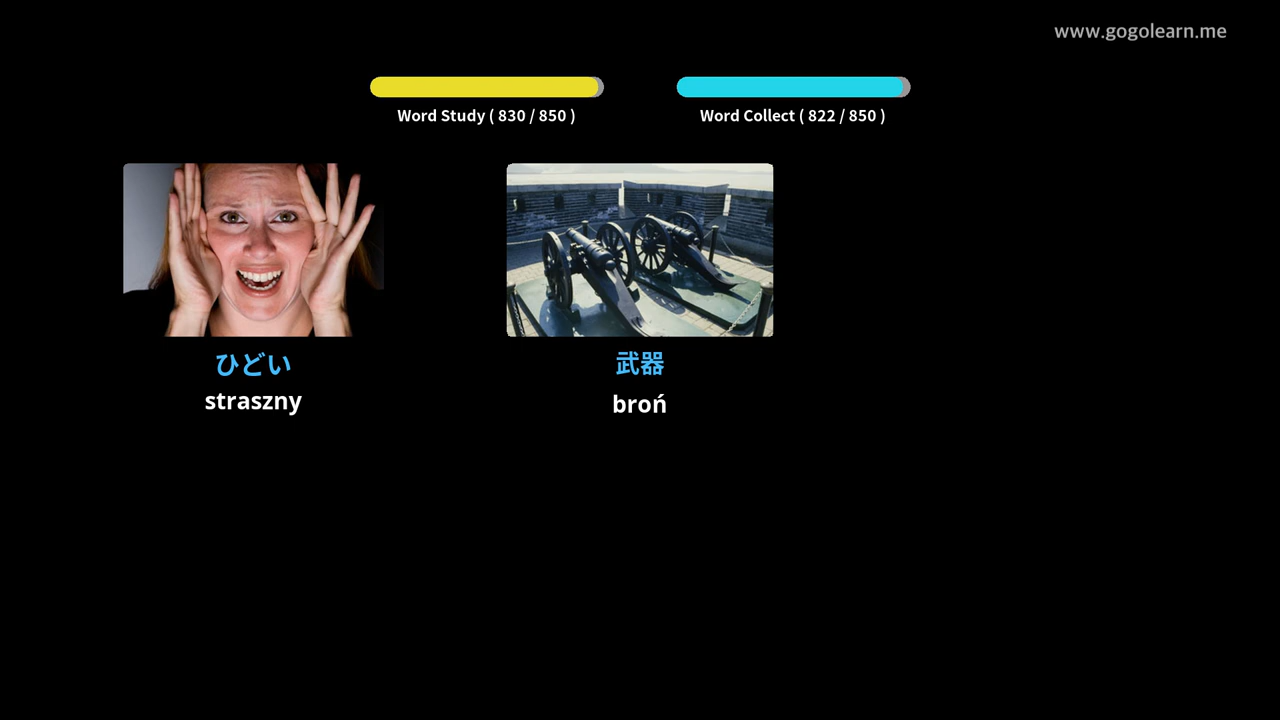 www.gogolearn.me
Word Study ( 830 / 850 )
Word Collect ( 822 / 850 )
ひどい
straszny
武器
broń